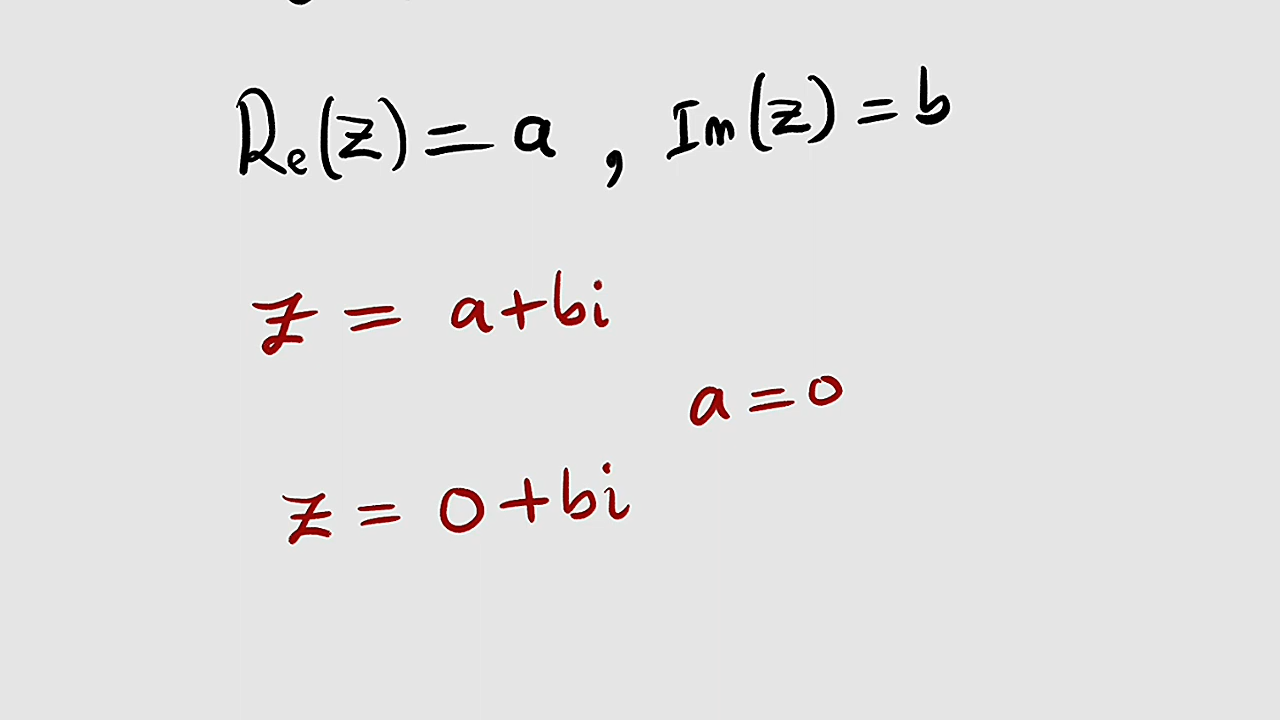 Re(z) = a , Im(z) = b
z = a+bi
a = 0
z = 0 + bi